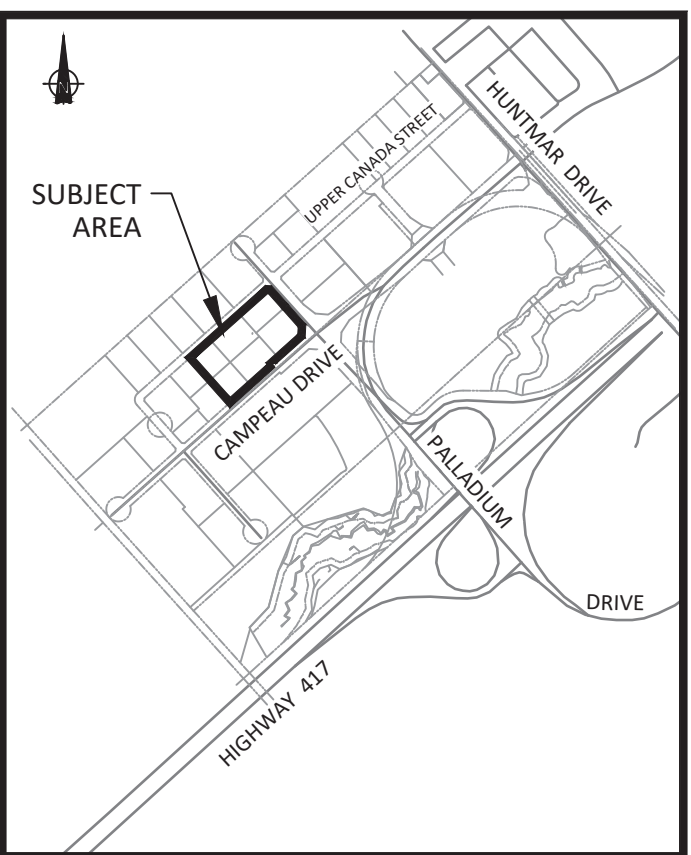 N
SUBJECT
AREA
UPPER CANADA STREET
HUNTMAR DRIVE
CAMPEAU DRIVE
PALLADIUM
DRIVE
HIGHWAY 417